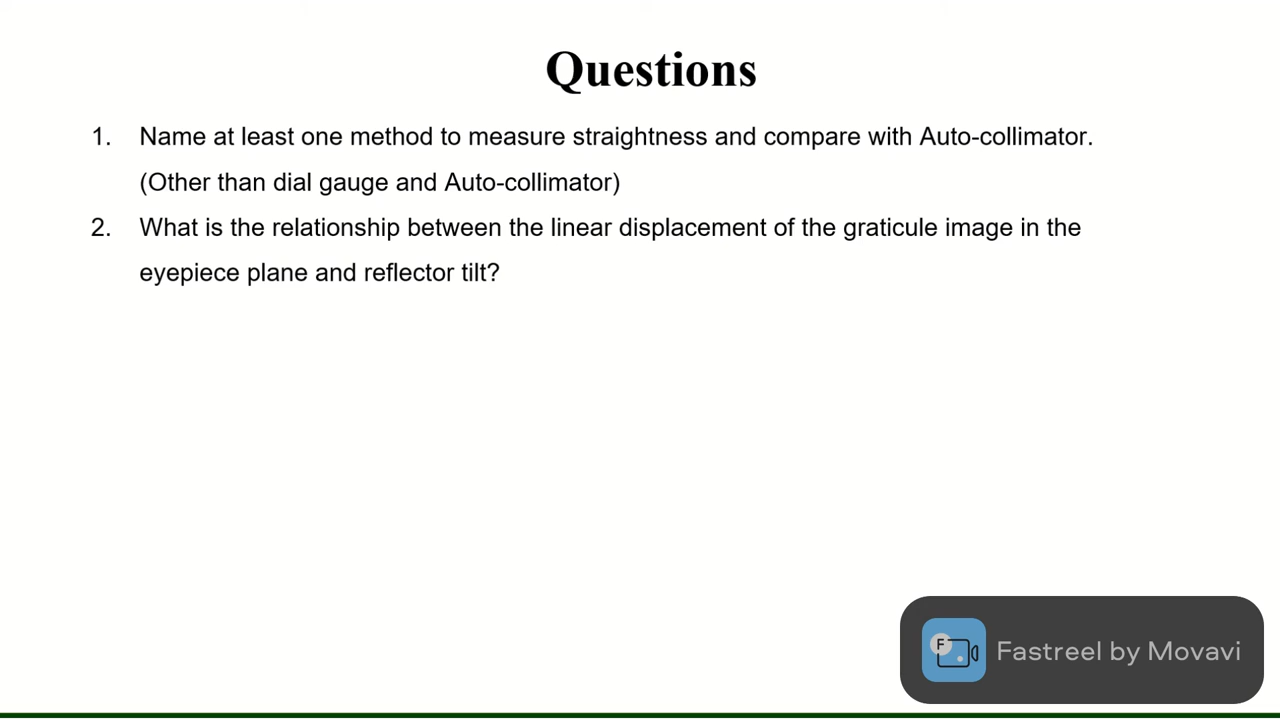 Questions
1. Name at least one method to measure straightness and compare with Auto-collimator.
(Other than dial gauge and Auto-collimator)
2. What is the relationship between the linear displacement of the graticule image in the
eyepiece plane and reflector tilt?
F
Fastreel by Movavi